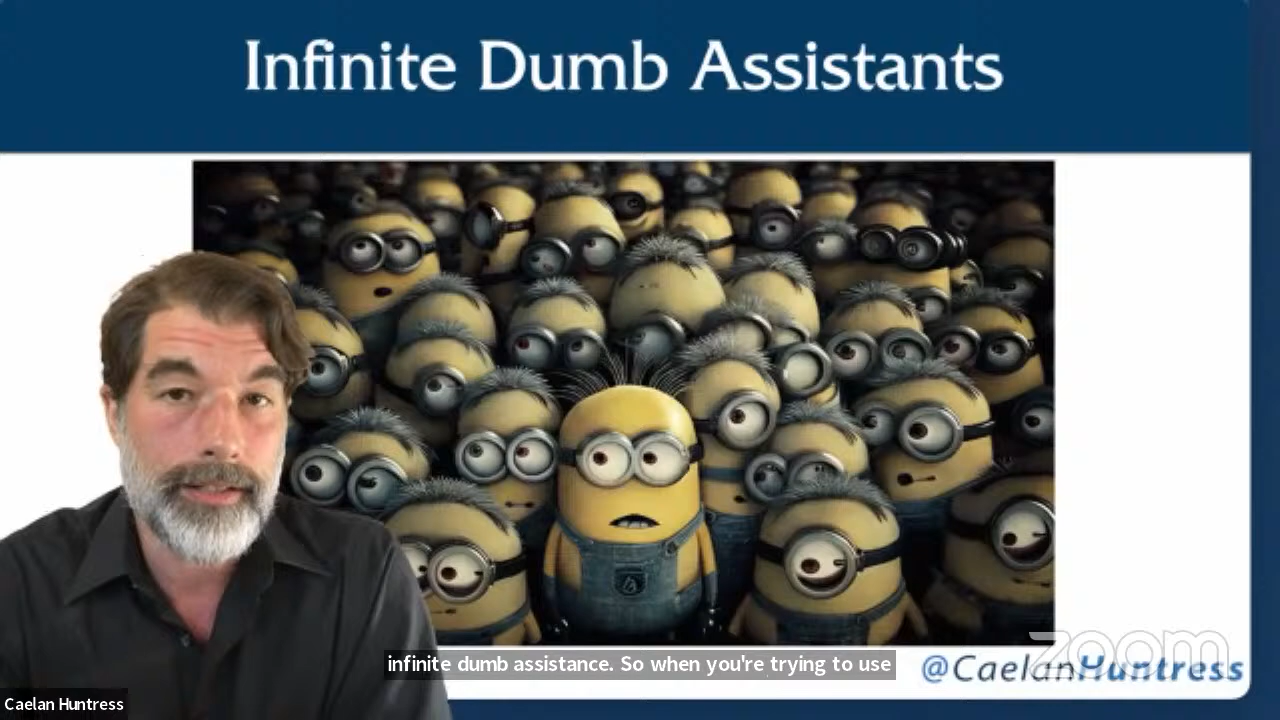 Infinite Dumb Assistants
infinite dumb assistance. So when you're trying to use
zoom
@CaelanHuntress
Caelan Huntress